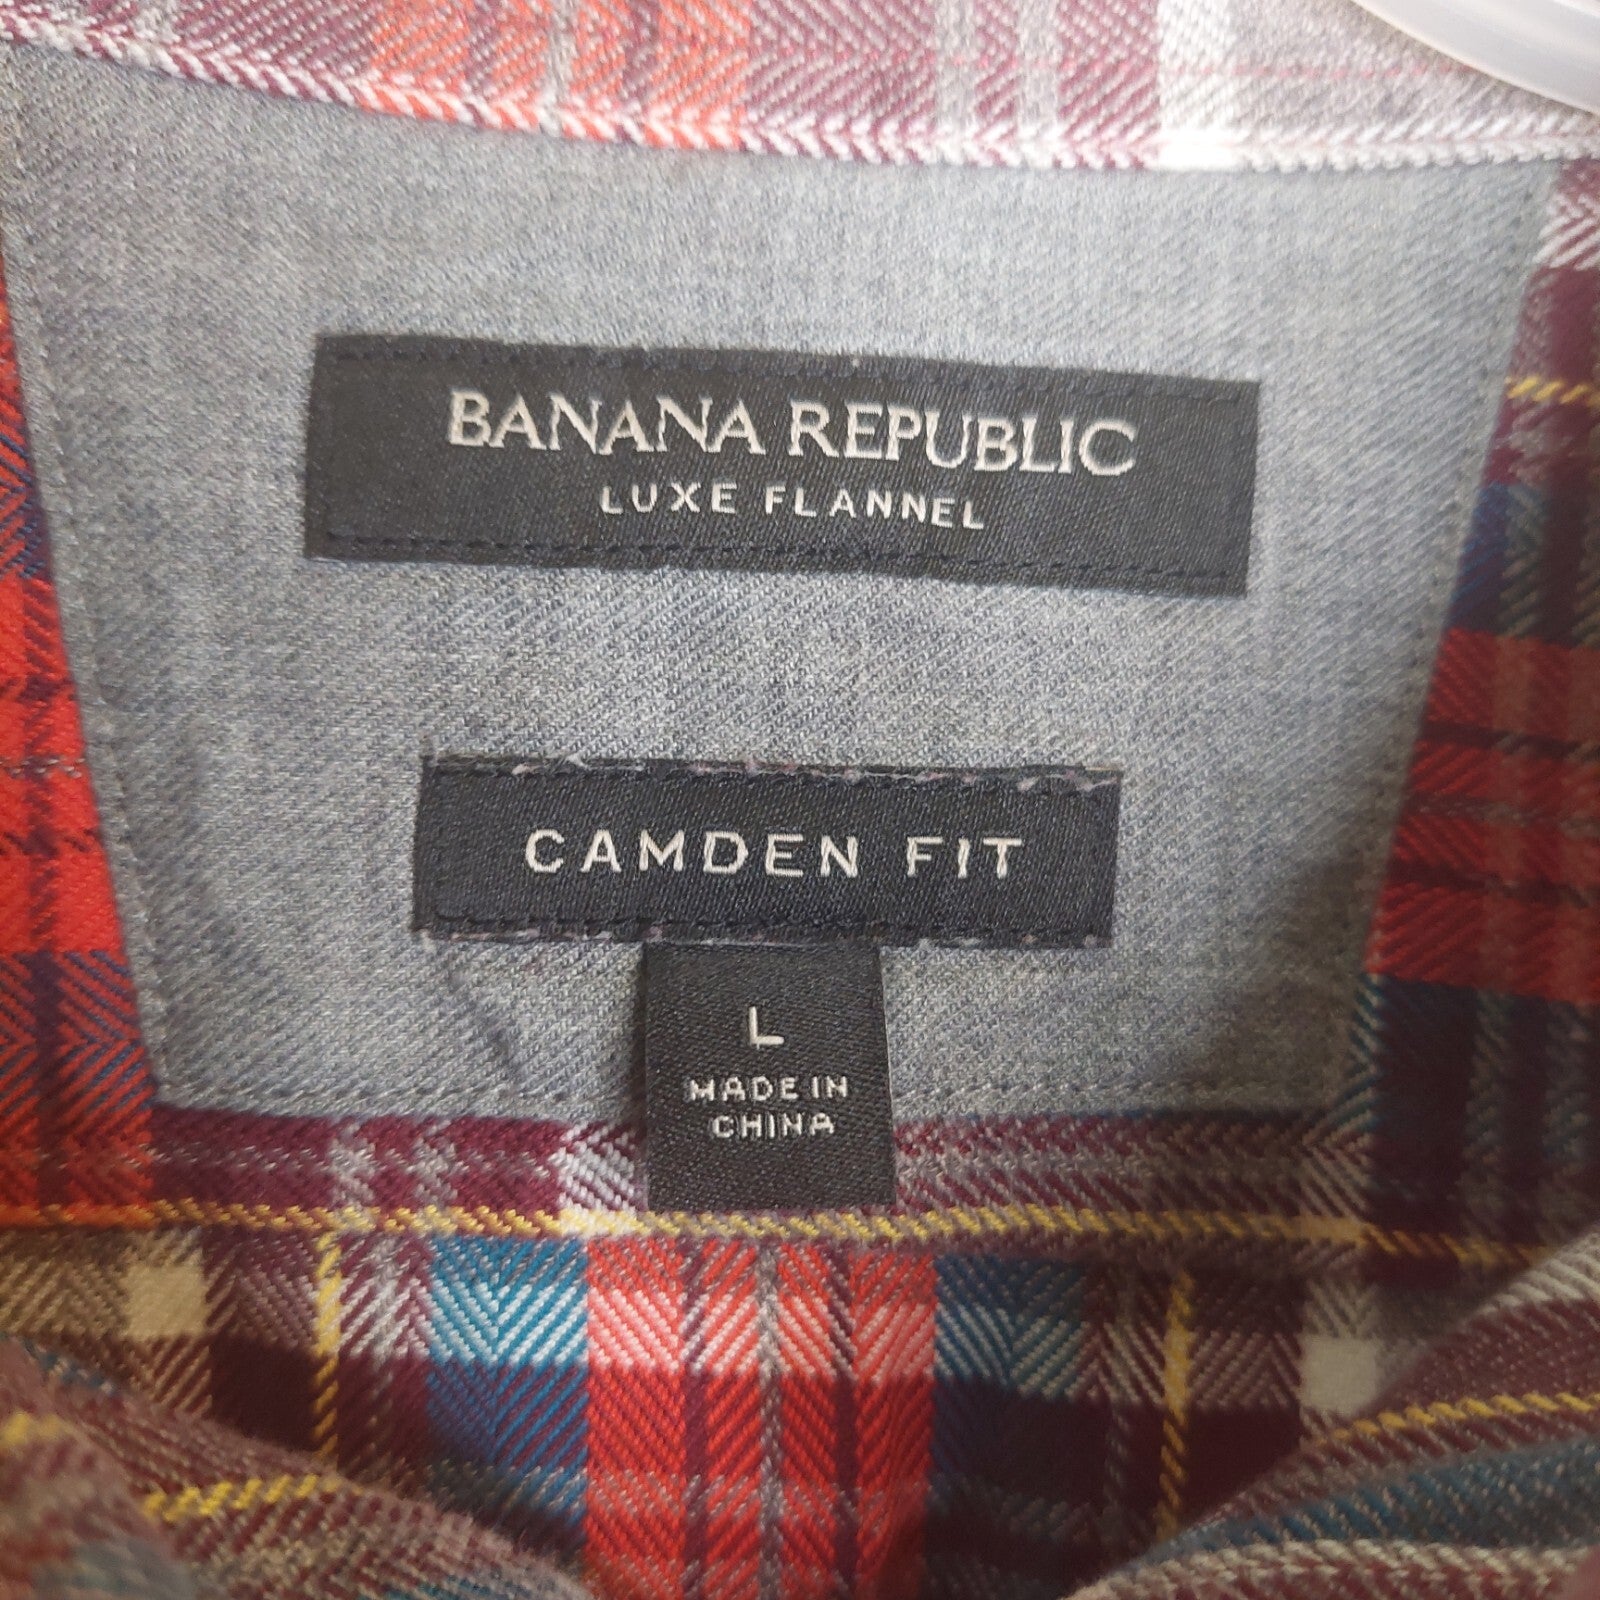 BANANA REPUBLIC
LUXE FLANNEL
CAMDEN FIT
L
MADE IN
CHINA